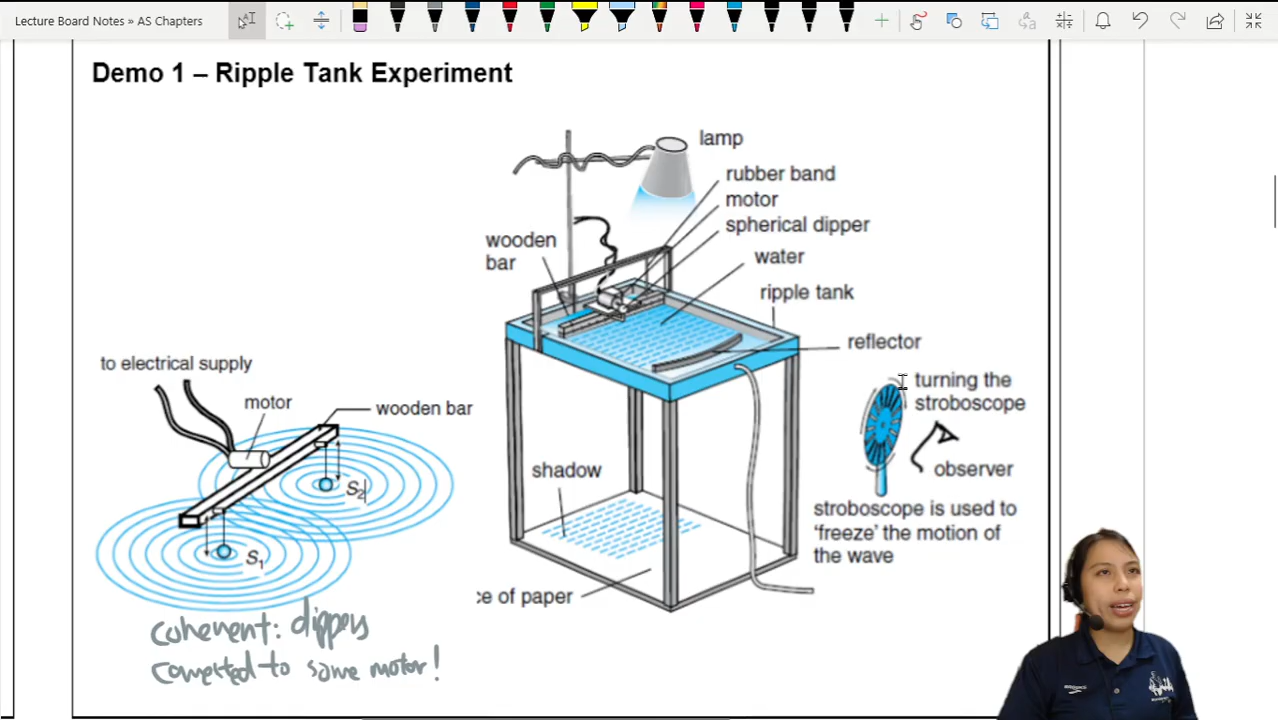 Lecture Board Notes » AS Chapters
Demo 1 – Ripple Tank Experiment
lamp
rubber band
motor
spherical dipper
wooden
bar
water
ripple tank
reflector
to electrical supply
motor
wooden bar
turning the
stroboscope
observer
shadow
S2
S1
stroboscope is used to
'freeze' the motion of
the wave
ce of paper
coherent: dippers
connected to same motor!